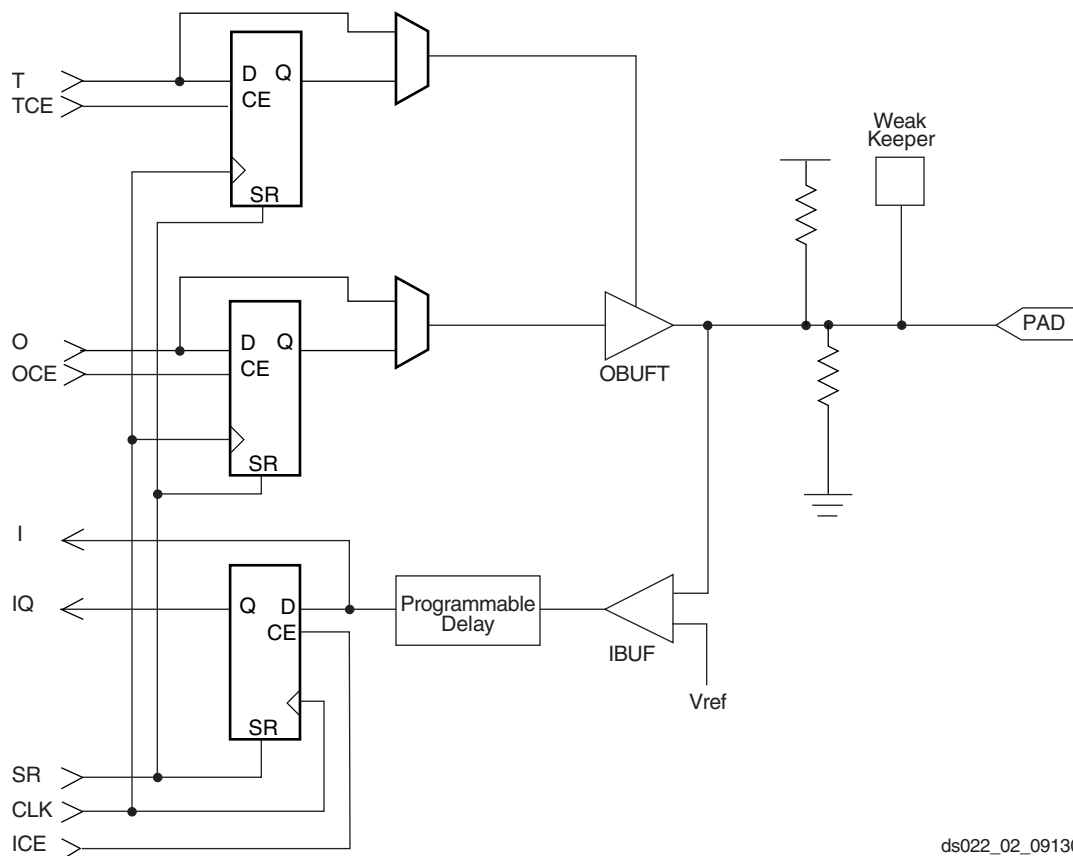 T
TCE
D Q
CE
SR
Weak
Keeper
O
OCE
D Q
CE
SR
OBUFT
PAD
I
IQ
Q D
CE
SR
Programmable
Delay
IBUF
Vref
SR
CLK
ICE